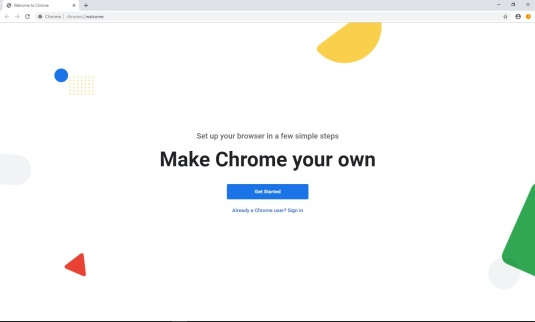 Welcome to Chrome
Chrome | chrome://welcome
Set up your browser in a few simple steps
Make Chrome your own
Get Started
Already a Chrome user? Sign in